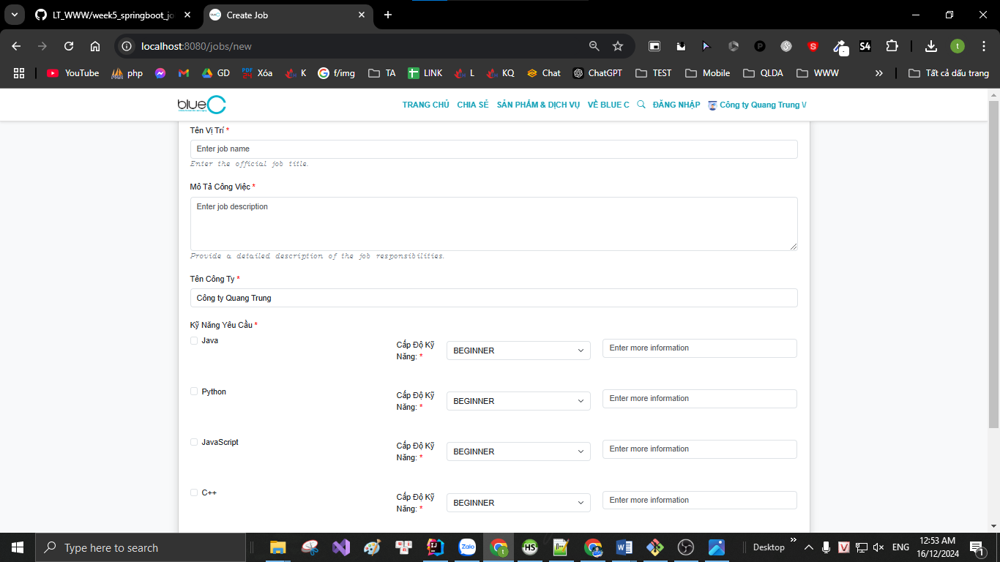 LT_WWW/week5_springboot_jo
Create Job
localhost:8080/jobs/new
S4
t
YouTube
php
GD
Xóa
K
f/img
TA
LINK
L
KQ
Chat
ChatGPT
TEST
Mobile
QLDA
WWW
Tất cả dấu trang
blueC
TRANG CHỦ
CHIA SẺ
SẢN PHẨM & DỊCH VỤ
VỀ BLUE C
ĐĂNG NHẬP
Công ty Quang Trung
Tên Vị Trí *
Enter job name
Enter the official job title.
Mô Tả Công Việc *
Enter job description
Provide a detailed description of the job responsibilities.
Tên Công Ty *
Công ty Quang Trung
Kỹ Năng Yêu Cầu *
Java
Cấp Độ Kỹ
Năng: *
BEGINNER
Enter more information
Python
Cấp Độ Kỹ
Năng: *
BEGINNER
Enter more information
JavaScript
Cấp Độ Kỹ
Năng: *
BEGINNER
Enter more information
C++
Cấp Độ Kỹ
Năng: *
BEGINNER
Enter more information
Type here to search
Zalo
HS
Desktop
ENG
12:53 AM
16/12/2024
1